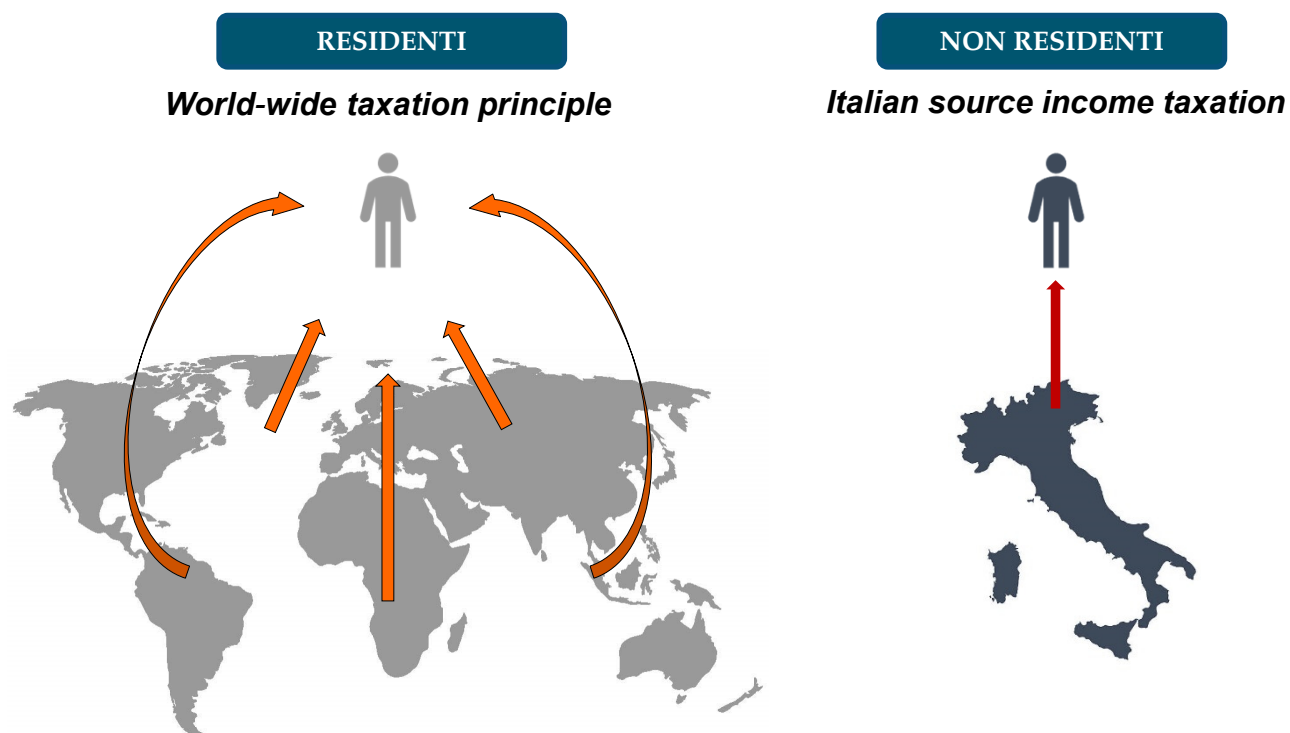 RESIDENTI
World-wide taxation principle
NON RESIDENTI
Italian source income taxation